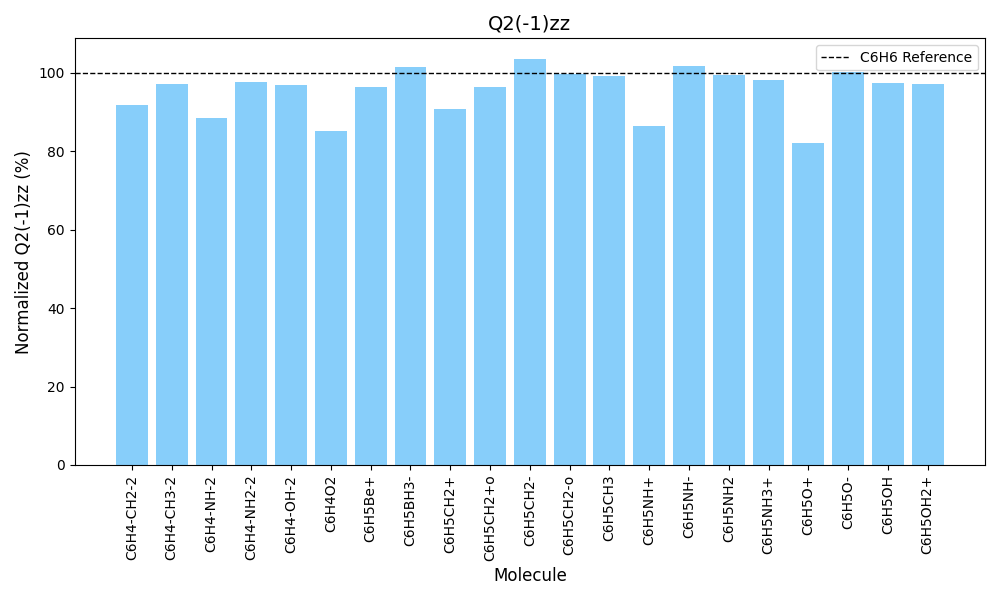 Q2(-1)zz
C6H6 Reference
Normalized Q2(-1)zz (%)
100
80
60
40
20
0
C6H4-CH2-2
C6H4-CH3-2
C6H4-NH-2
C6H4-NH2-2
C6H4-OH-2
C6H4O2
C6H5Be+
C6H5BH3-
C6H5CH2+
C6H5CH2+o
C6H5CH2-
C6H5CH2-o
C6H5CH3
C6H5NH+
C6H5NH-
C6H5NH2
C6H5NH3+
C6H5O+
C6H5O-
C6H5OH
C6H5OH2+
Molecule